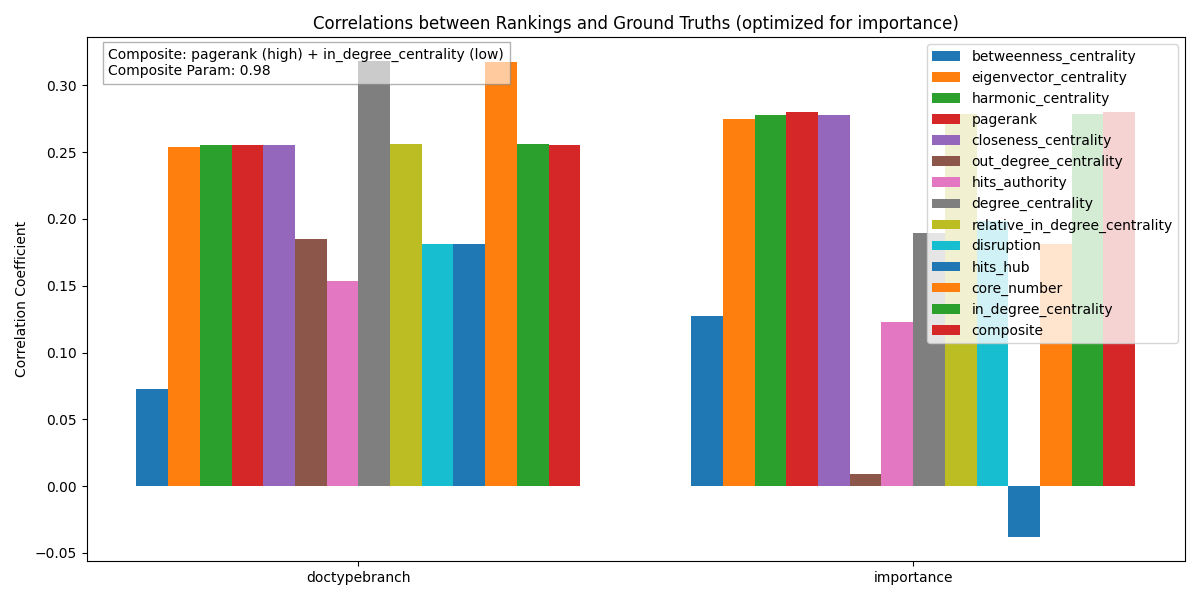 Correlations between Rankings and Ground Truths (optimized for importance)
Composite: pagerank (high) + in_degree_centrality (low)
Composite Param: 0.98
betweenness_centrality
eigenvector_centrality
harmonic_centrality
pagerank
closeness_centrality
out_degree_centrality
hits_authority
degree_centrality
relative_in_degree_centrality
disruption
hits_hub
core_number
in_degree_centrality
composite
Correlation Coefficient
0.30
0.25
0.20
0.15
0.10
0.05
0.00
−0.05
doctypebranch
importance